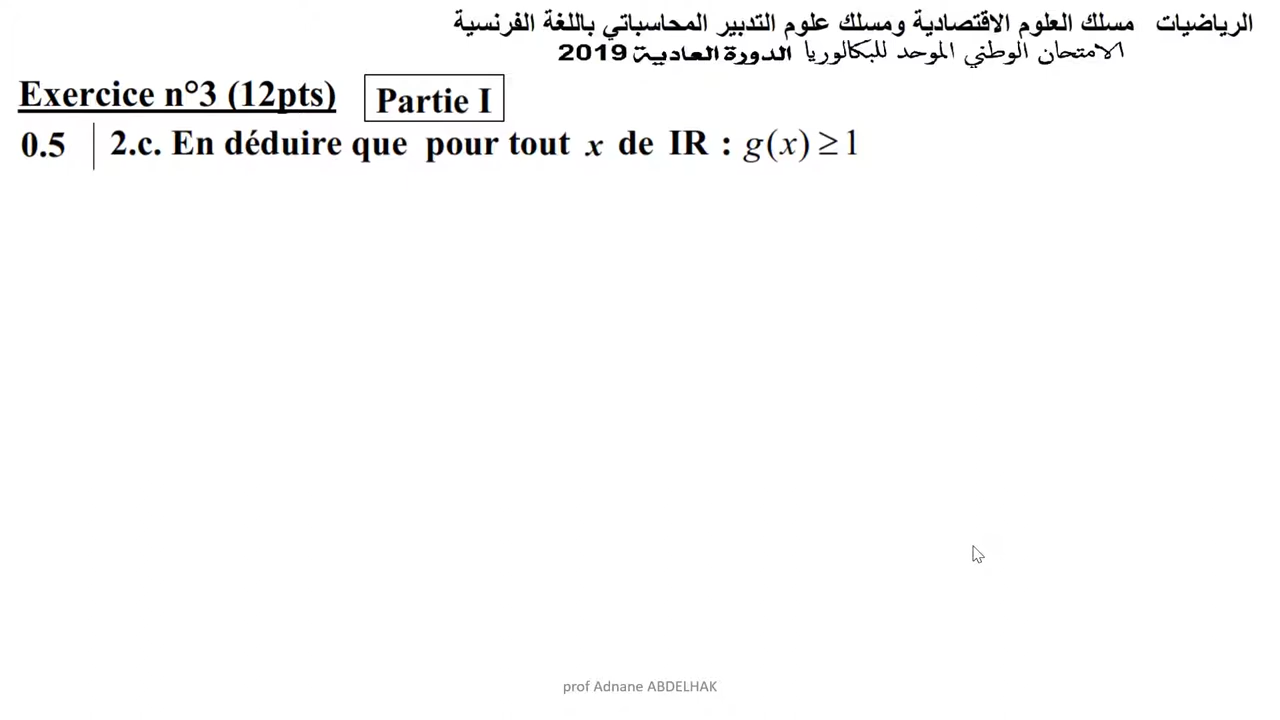 الرياضيات مسلك العلوم الاقتصادية ومسلك علوم التدبير المحاسباتي باللغة الفرنسية
الامتحان الوطني الموحد للبكالوريا الدورة العادية 2019
Exercice n°3 (12pts) Partie I
0.5 2.c. En déduire que pour tout x de IR : g(x) ≥ 1
prof Adnane ABDELHAK